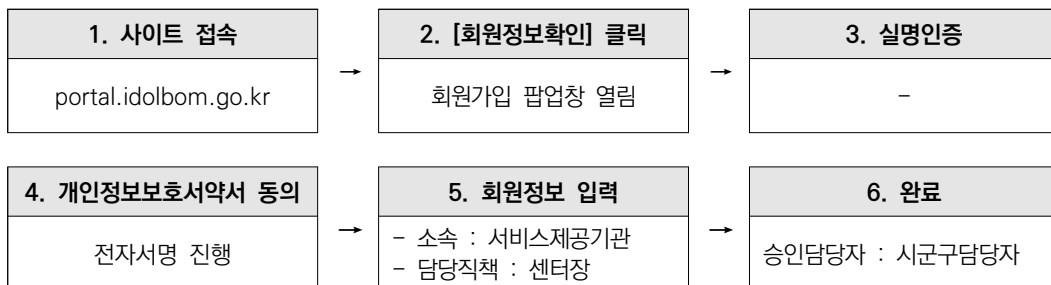 1. 사이트 접속
portal.idolbom.go.kr
→
2. [회원정보확인] 클릭
회원가입 팝업창 열림
→
3. 실명인증
-
4. 개인정보보호서약서 동의
전자서명 진행
→
5. 회원정보 입력
- 소속 : 서비스제공기관
- 담당직책 : 센터장
→
6. 완료
승인담당자 : 시군구담당자